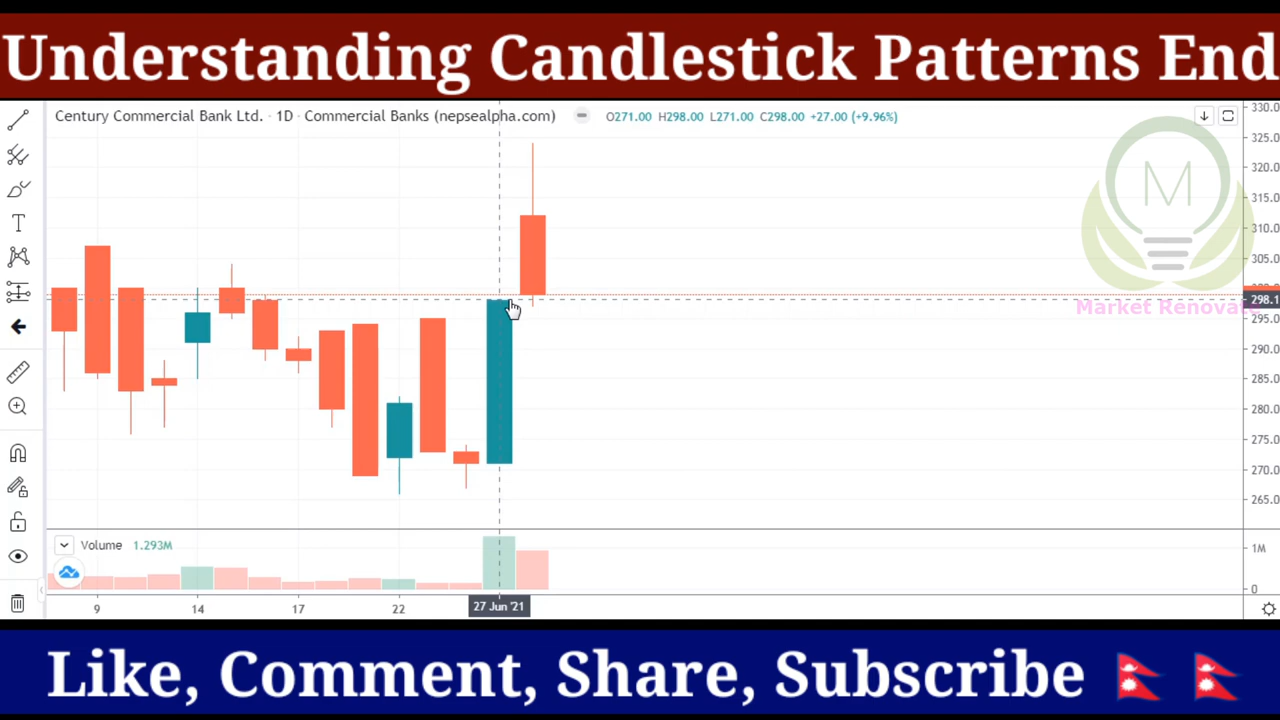 Understanding Candlestick Patterns End
Century Commercial Bank Ltd. · 1D · Commercial Banks (nepsealpha.com) O271.00 H298.00 L271.00 C298.00 +27.00 (+9.96%)
330.0
325.0
320.0
315.0
310.0
305.0
298.1
295.0
290.0
285.0
280.0
275.0
270.0
265.0
M
Market Renovate
T
Volume 1.293M
1M
0
9 14 17 22 27 Jun '21
Like, Comment, Share, Subscribe